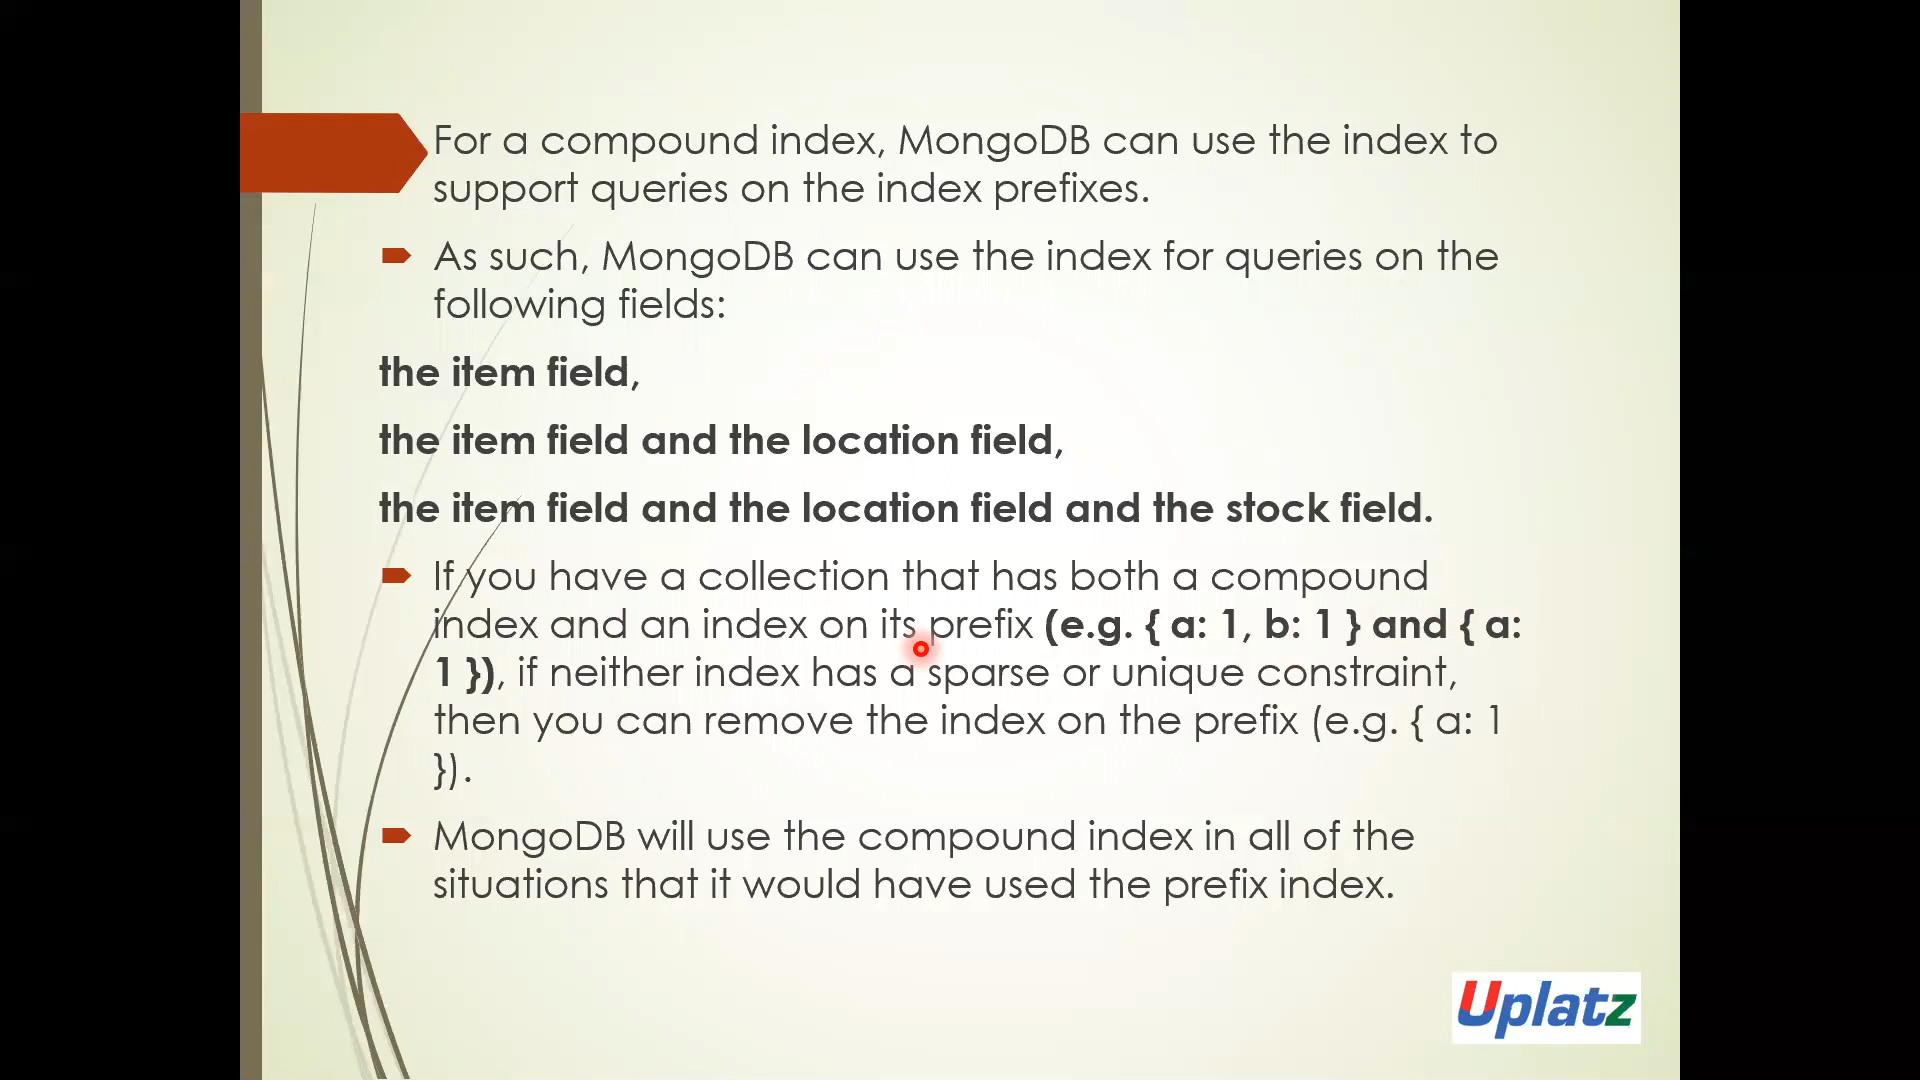 For a compound index, MongoDB can use the index to
support queries on the index prefixes.
As such, MongoDB can use the index for queries on the
following fields:
the item field,
the item field and the location field,
the item field and the location field and the stock field.
If you have a collection that has both a compound
index and an index on its prefix (e.g. { a: 1, b: 1 } and { a:
1 }), if neither index has a sparse or unique constraint,
then you can remove the index on the prefix (e.g. { a: 1
}).
MongoDB will use the compound index in all of the
situations that it would have used the prefix index.
Uplatz